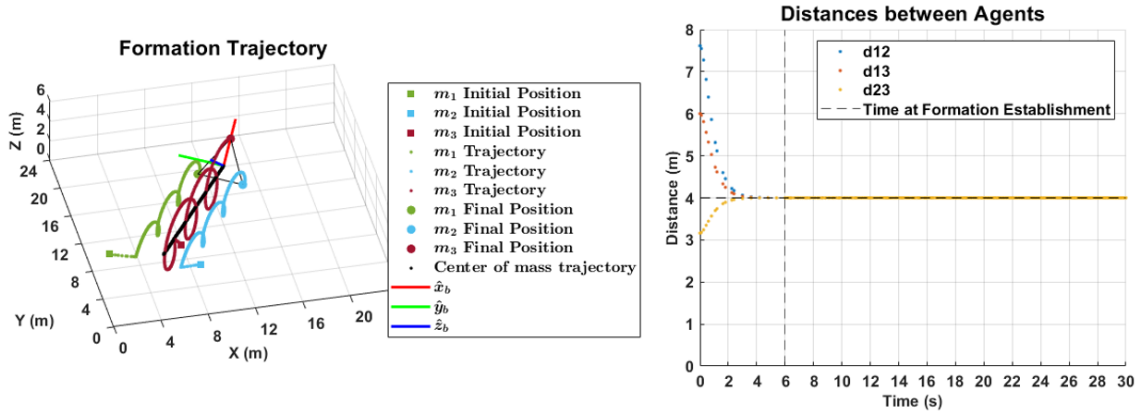 Formation Trajectory
Z (m)
6
4
2
0
24
20
16
12
8
4
0
Y (m)
0
4
8
12
16
20
X (m)
m₁ Initial Position
m₂ Initial Position
m₃ Initial Position
m₁ Trajectory
m₂ Trajectory
m₃ Trajectory
m₁ Final Position
m₂ Final Position
m₃ Final Position
Center of mass trajectory
x̂_b
ŷ_b
ẑ_b
Distances between Agents
d12
d13
d23
Time at Formation Establishment
Distance (m)
8
7
6
5
4
3
2
1
0
0
2
4
6
8
10
12
14
16
18
20
22
24
26
28
30
Time (s)